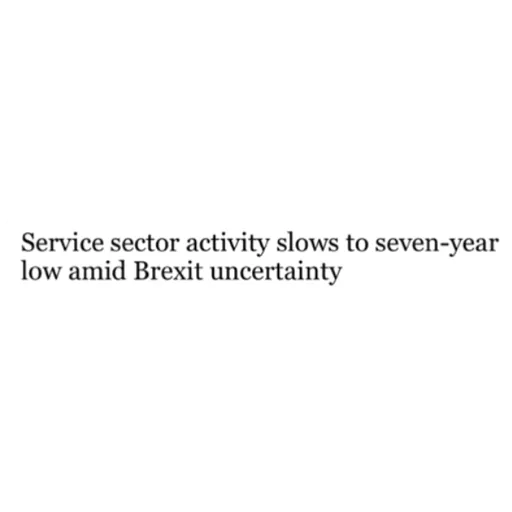 Service sector activity slows to seven-year
low amid Brexit uncertainty